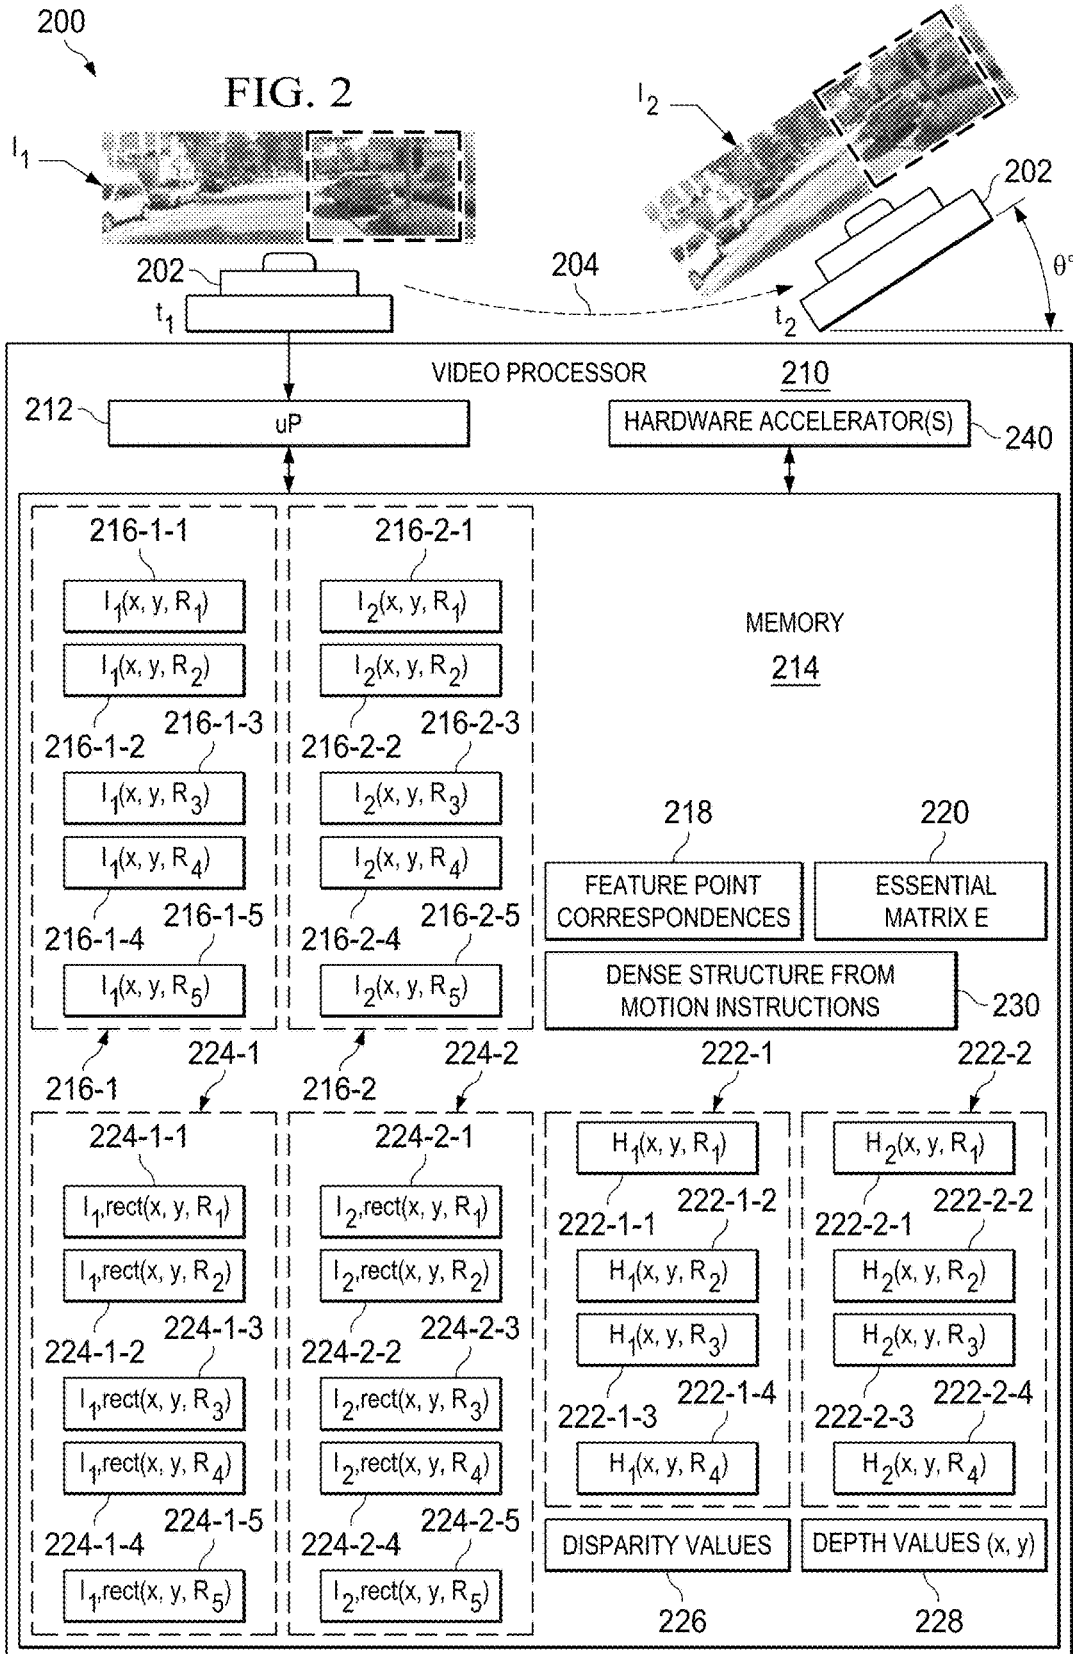 200
FIG. 2
I1
I2
202
202
204
θ°
t1
t2
VIDEO PROCESSOR
210
212
uP
HARDWARE ACCELERATOR(S)
240
216-1-1
216-2-1
I1(x, y, R1)
I2(x, y, R1)
MEMORY
214
I1(x, y, R2)
I2(x, y, R2)
216-1-3
216-2-3
216-1-2
216-2-2
I1(x, y, R3)
I2(x, y, R3)
218
220
I1(x, y, R4)
I2(x, y, R4)
FEATURE POINT
CORRESPONDENCES
ESSENTIAL
MATRIX E
216-1-5
216-2-5
216-1-4
216-2-4
I1(x, y, R5)
I2(x, y, R5)
DENSE STRUCTURE FROM
MOTION INSTRUCTIONS
230
224-1
224-2
222-1
222-2
216-1
216-2
224-1-1
224-2-1
H1(x, y, R1)
H2(x, y, R1)
I1,rect(x, y, R1)
I2,rect(x, y, R1)
222-1-2
222-2-2
222-1-1
222-2-1
I1,rect(x, y, R2)
I2,rect(x, y, R2)
H1(x, y, R2)
H2(x, y, R2)
224-1-3
224-2-3
H1(x, y, R3)
H2(x, y, R3)
224-1-2
224-2-2
I1,rect(x, y, R3)
I2,rect(x, y, R3)
222-1-4
222-2-4
222-1-3
222-2-3
I1,rect(x, y, R4)
I2,rect(x, y, R4)
H1(x, y, R4)
H2(x, y, R4)
224-1-5
224-2-5
224-1-4
224-2-4
DISPARITY VALUES
DEPTH VALUES (x, y)
I1,rect(x, y, R5)
I2,rect(x, y, R5)
226
228